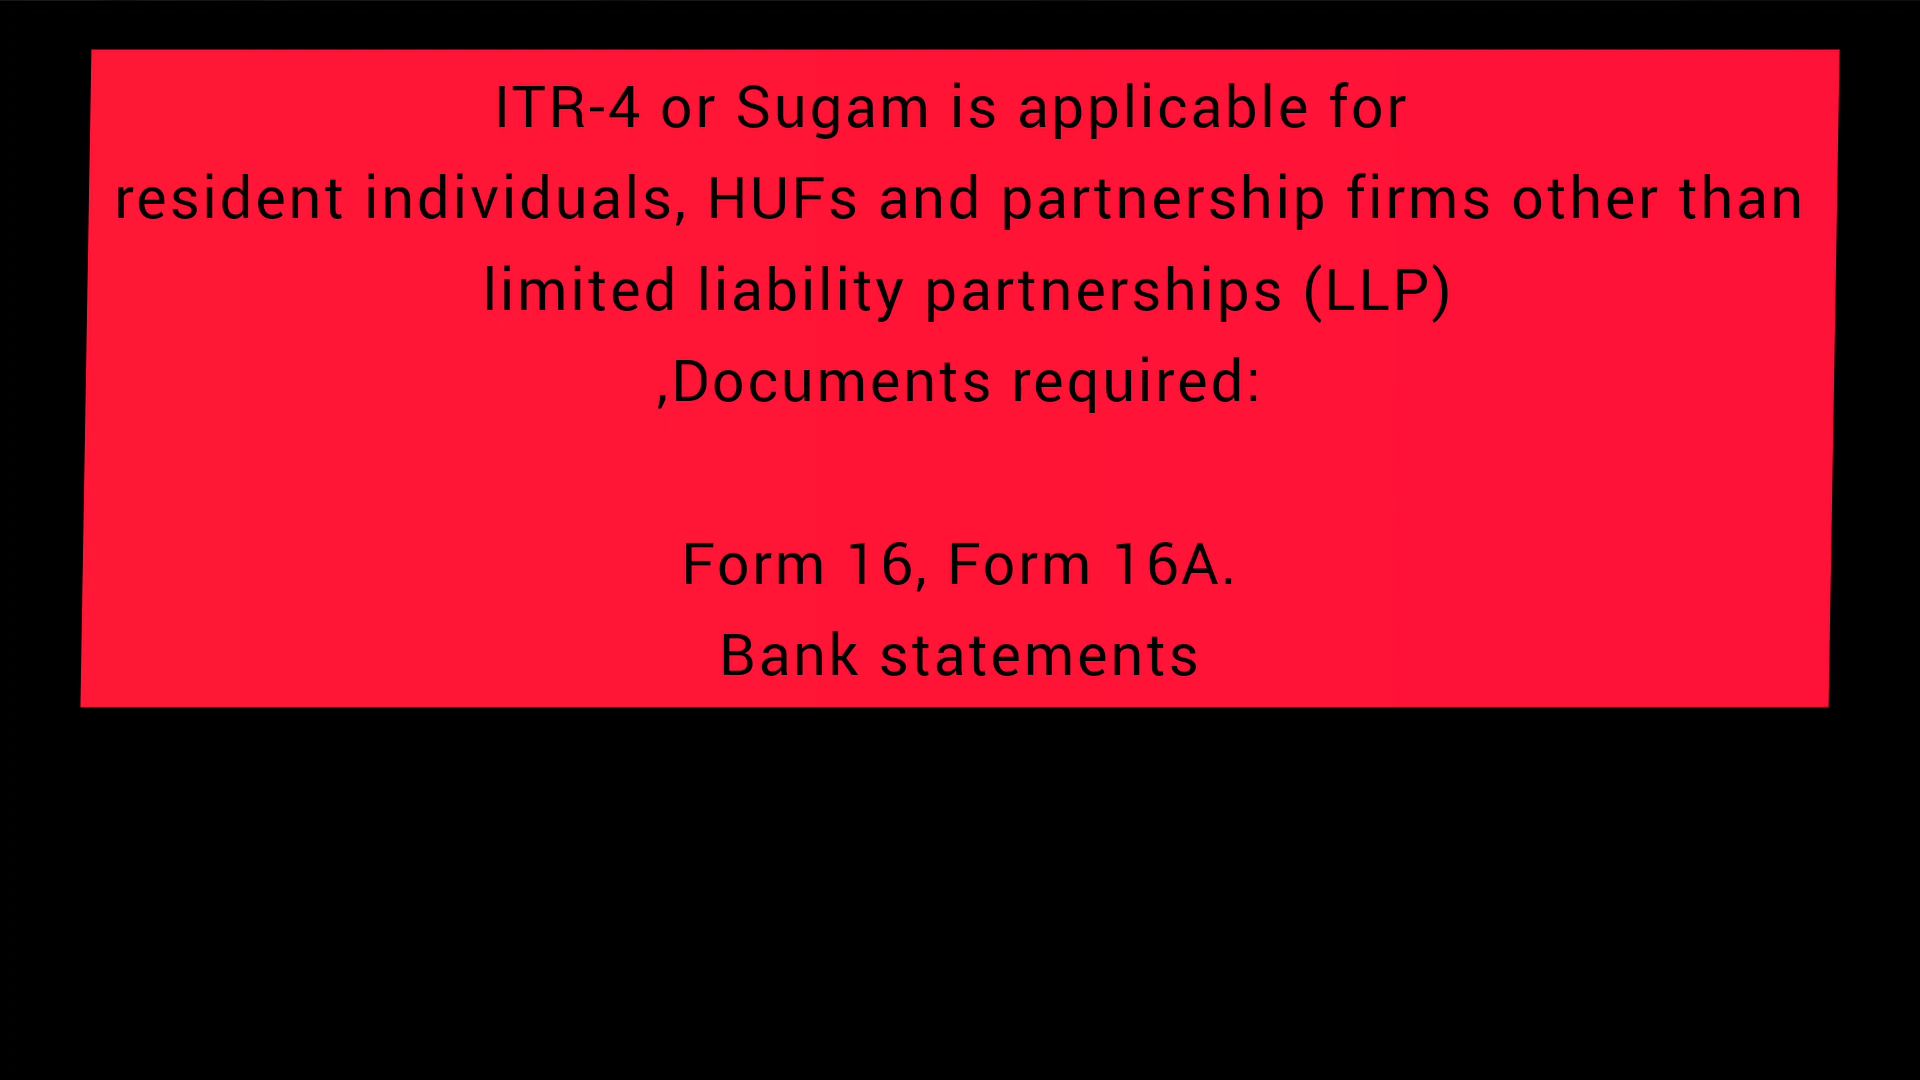 ITR-4 or Sugam is applicable for
resident individuals, HUFs and partnership firms other than
limited liability partnerships (LLP)
,Documents required:
Form 16, Form 16A.
Bank statements